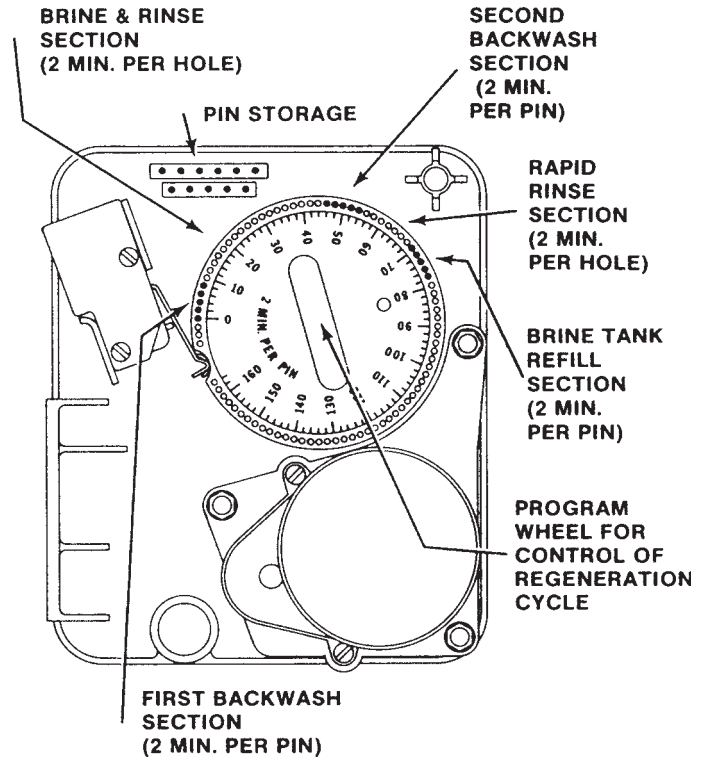 BRINE & RINSE
SECTION
(2 MIN. PER HOLE)
SECOND
BACKWASH
SECTION
(2 MIN.
PER PIN)
PIN STORAGE
RAPID
RINSE
SECTION
(2 MIN.
PER HOLE)
0
10
20
30
40
50
60
70
80
90
100
110
130
140
150
160
2 MIN. PER PIN
BRINE TANK
REFILL
SECTION
(2 MIN.
PER PIN)
PROGRAM
WHEEL FOR
CONTROL OF
REGENERATION
CYCLE
FIRST BACKWASH
SECTION
(2 MIN. PER PIN)